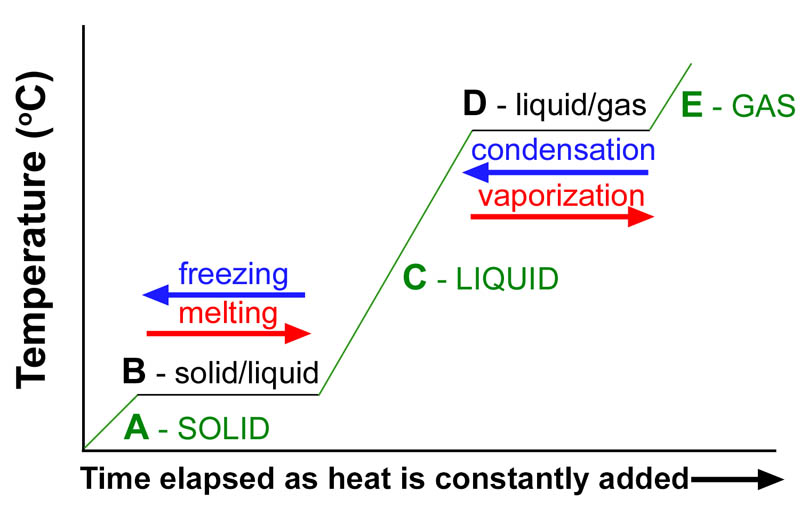 Temperature (oC)
D - liquid/gas
E - GAS
condensation
vaporization
C - LIQUID
freezing
melting
B - solid/liquid
A - SOLID
Time elapsed as heat is constantly added